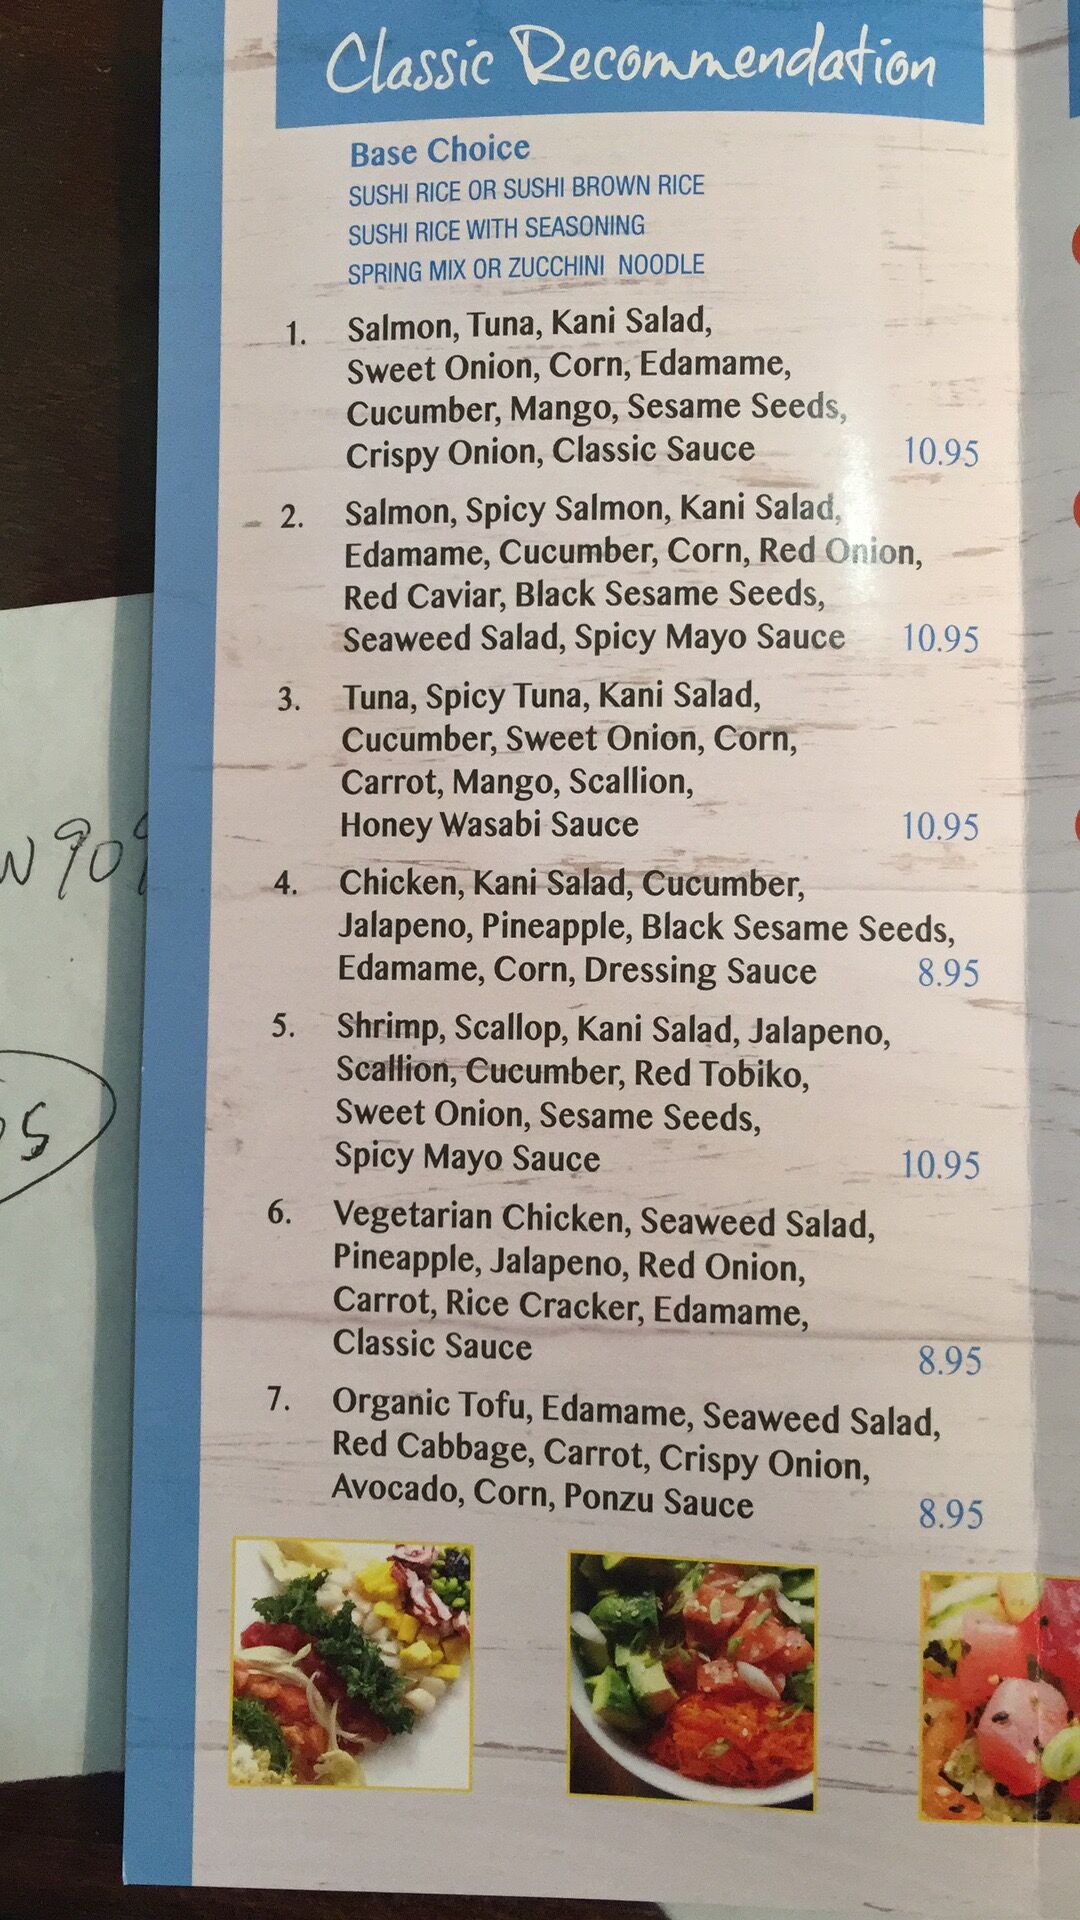 Classic Recommendation
Base Choice
SUSHI RICE OR SUSHI BROWN RICE
SUSHI RICE WITH SEASONING
SPRING MIX OR ZUCCHINI NOODLE
1. Salmon, Tuna, Kani Salad,
Sweet Onion, Corn, Edamame,
Cucumber, Mango, Sesame Seeds,
Crispy Onion, Classic Sauce 10.95
2. Salmon, Spicy Salmon, Kani Salad,
Edamame, Cucumber, Corn, Red Onion,
Red Caviar, Black Sesame Seeds,
Seaweed Salad, Spicy Mayo Sauce 10.95
3. Tuna, Spicy Tuna, Kani Salad,
Cucumber, Sweet Onion, Corn,
Carrot, Mango, Scallion,
Honey Wasabi Sauce 10.95
4. Chicken, Kani Salad, Cucumber,
Jalapeno, Pineapple, Black Sesame Seeds,
Edamame, Corn, Dressing Sauce 8.95
5. Shrimp, Scallop, Kani Salad, Jalapeno,
Scallion, Cucumber, Red Tobiko,
Sweet Onion, Sesame Seeds,
Spicy Mayo Sauce 10.95
6. Vegetarian Chicken, Seaweed Salad,
Pineapple, Jalapeno, Red Onion,
Carrot, Rice Cracker, Edamame,
Classic Sauce 8.95
7. Organic Tofu, Edamame, Seaweed Salad,
Red Cabbage, Carrot, Crispy Onion,
Avocado, Corn, Ponzu Sauce 8.95